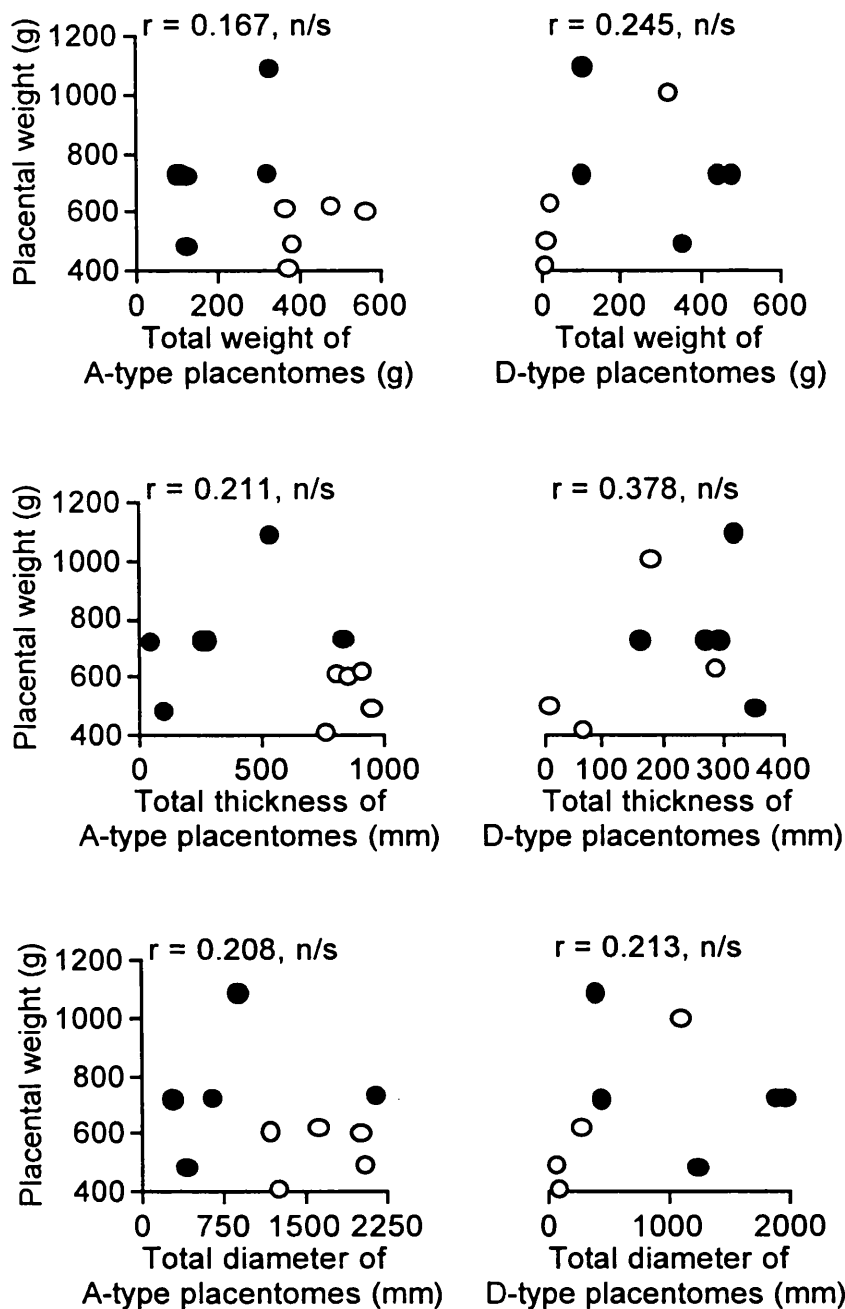 r = 0.167, n/s
Placental weight (g)
1200
1000
800
600
400
0 200 400 600
Total weight of
A-type placentomes (g)
r = 0.245, n/s
0 200 400 600
Total weight of
D-type placentomes (g)
r = 0.211, n/s
Placental weight (g)
1200
1000
800
600
400
0 500 1000
Total thickness of
A-type placentomes (mm)
r = 0.378, n/s
0 100 200 300 400
Total thickness of
D-type placentomes (mm)
r = 0.208, n/s
Placental weight (g)
1200
1000
800
600
400
0 750 1500 2250
Total diameter of
A-type placentomes (mm)
r = 0.213, n/s
0 1000 2000
Total diameter of
D-type placentomes (mm)